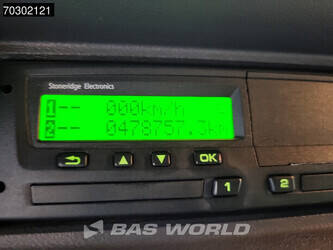 70302121
Stoneridge Electronics
1-- 000km/h
2-- 0478757.3km
OK
1
2
BAS WORLD